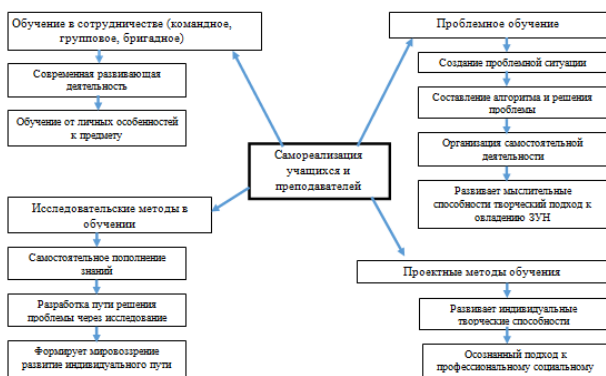 Обучение в сотрудничестве (командное,
групповое, бригадное)
Современная развивающая
деятельность
Обучение от личных особенностей
к предмету
Проблемное обучение
Создание проблемной ситуации
Составление алгоритма и решения
проблемы
Организация самостоятельной
деятельности
Развивает мыслительные
способности творческий подход к
овладению ЗУН
Самореализация
учащихся и
преподавателей
Исследовательские методы в
обучении
Самостоятельное пополнение
знаний
Разработка пути решения
проблемы через исследование
Формирует мировоззрение
развитие индивидуального пути
Проектные методы обучения
Развивает индивидуальные
творческие способности
Осознанный подход к
профессиональному социальному